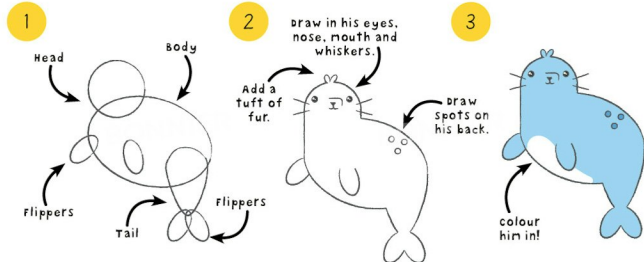 1
Head
Body
Flippers
Tail
Flippers
2
Draw in his eyes,
nose, mouth and
whiskers.
Add a
tuft of
fur.
Draw
spots on
his back.
3
Colour
him in!